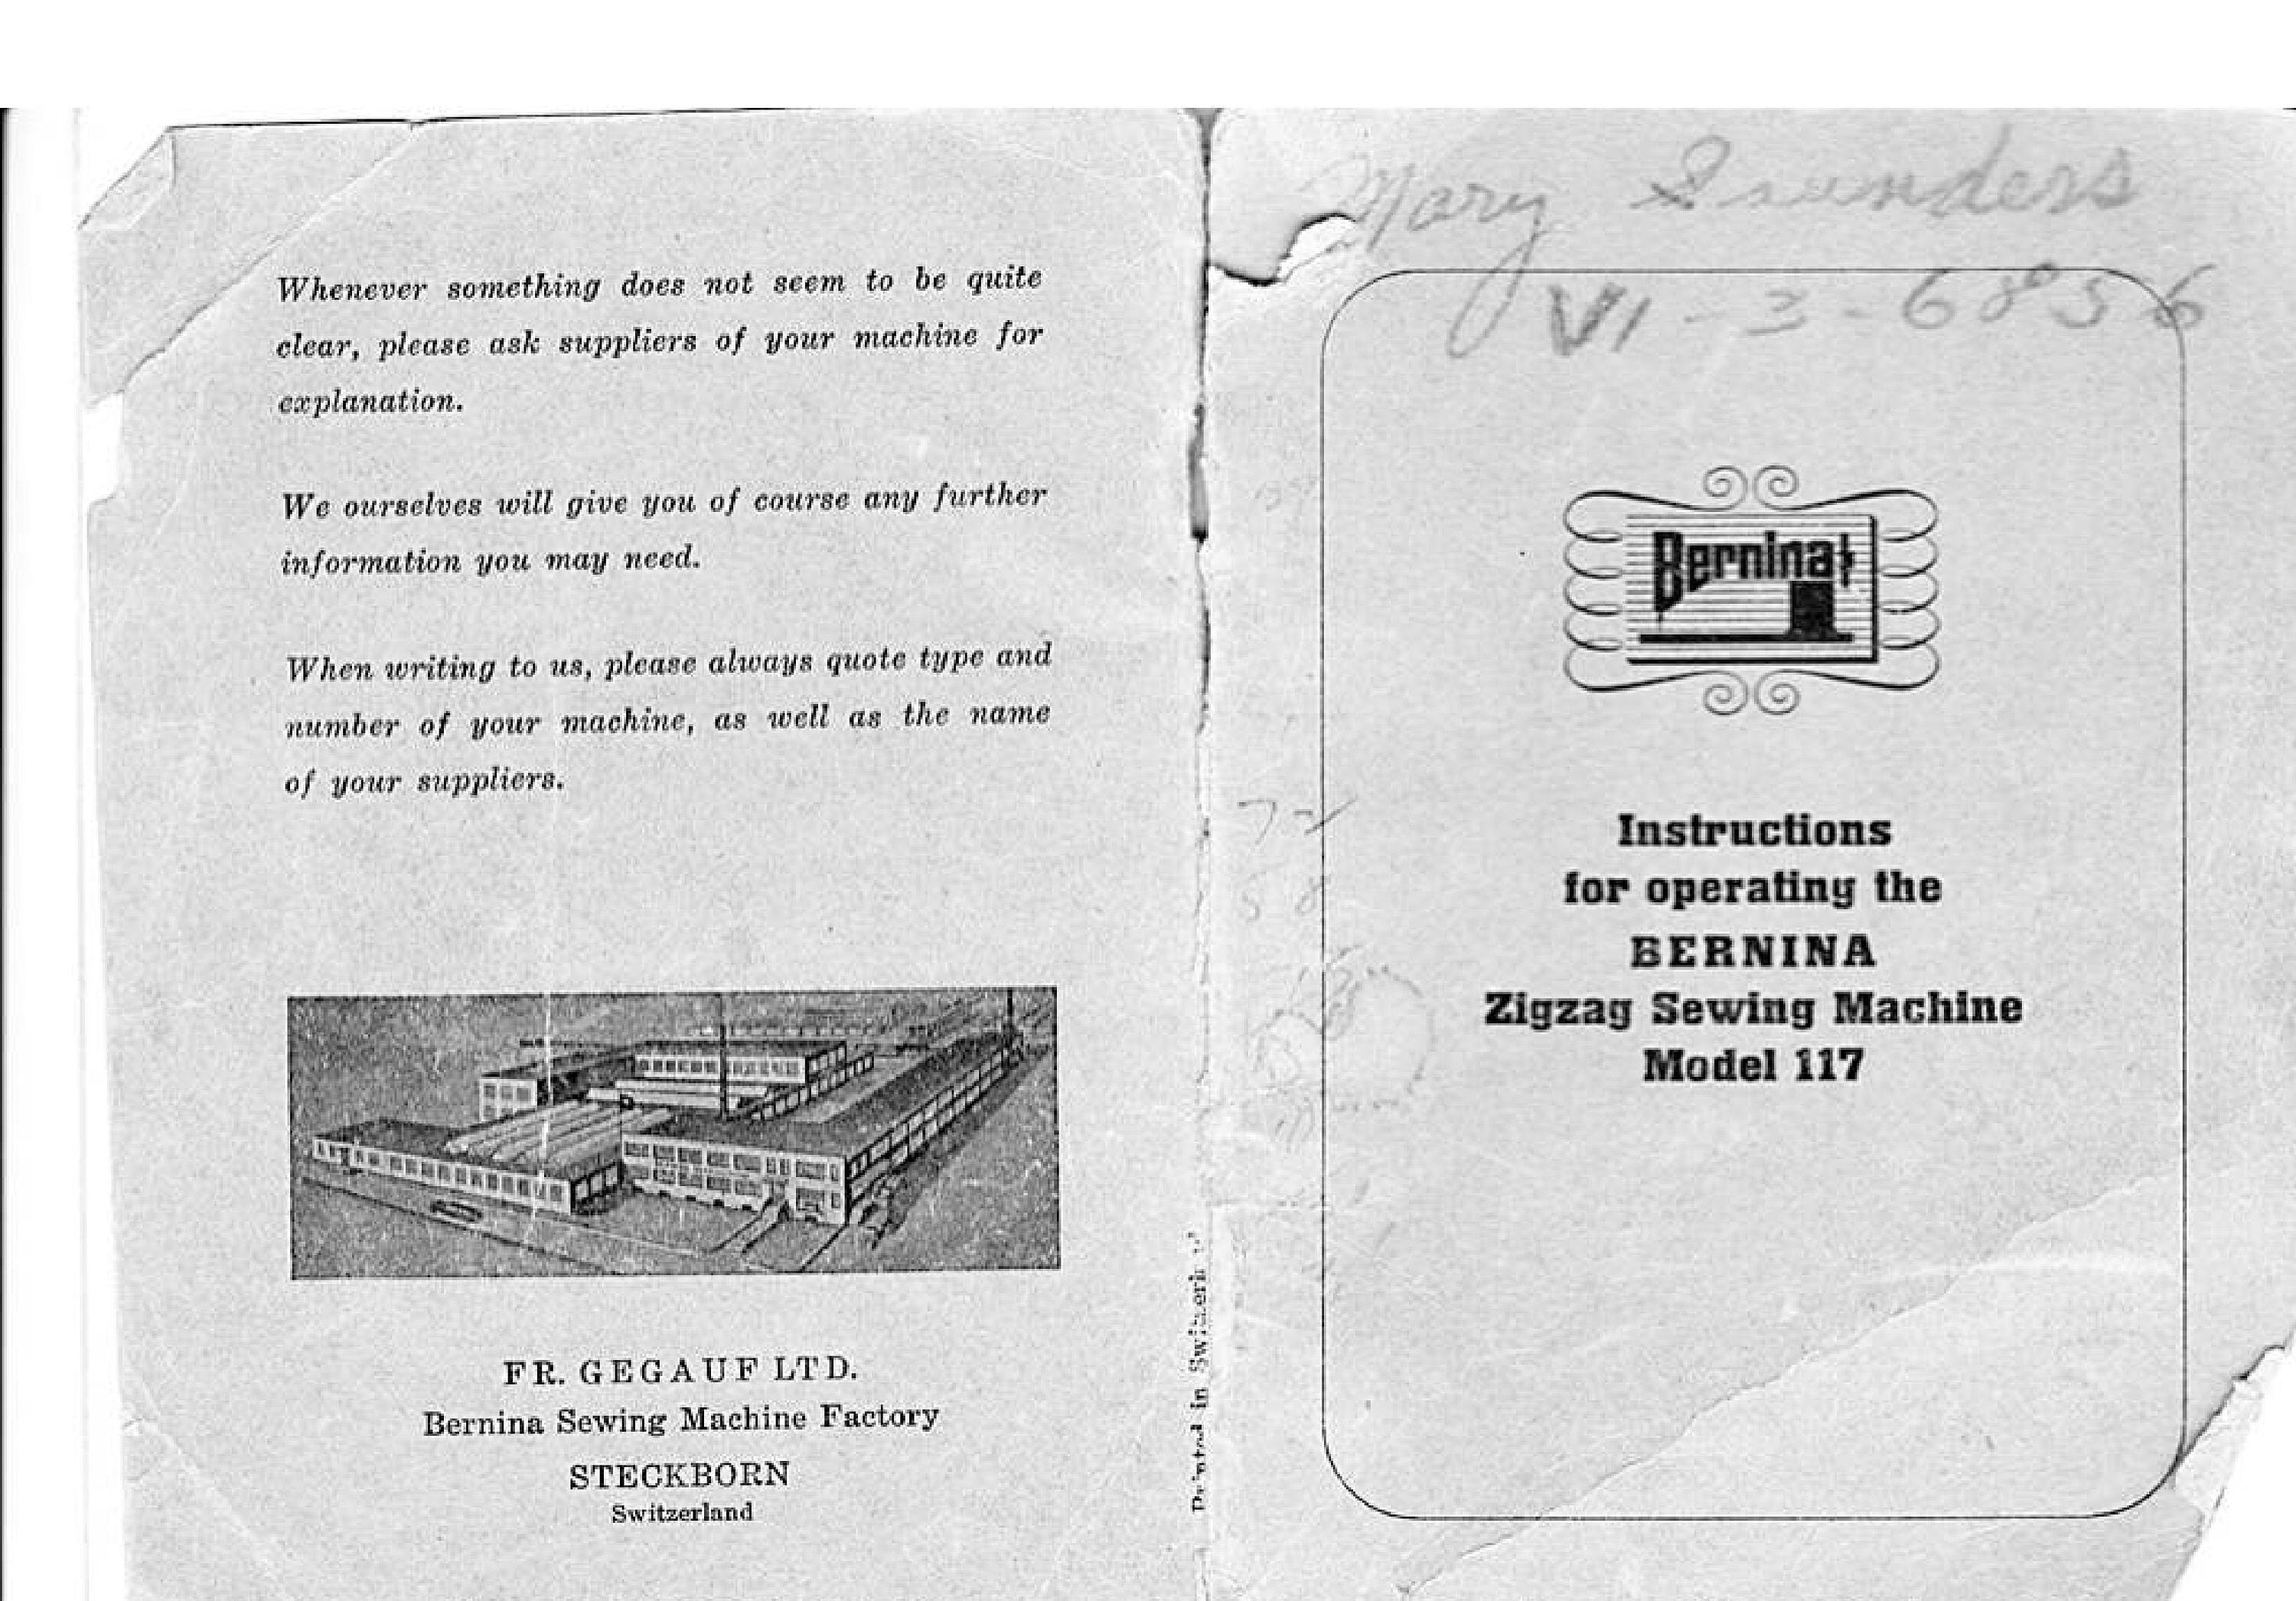 Whenever something does not seem to be quite
clear, please ask suppliers of your machine for
explanation.
We ourselves will give you of course any further
information you may need.
When writing to us, please always quote type and
number of your machine, as well as the name
of your suppliers.
FR. GEGAUF LTD.
Bernina Sewing Machine Factory
STECKBORN
Switzerland
Printed in
Mary Saunders
VI-3-6856
Bernina
Instructions
for operating the
BERNINA
Zigzag Sewing Machine
Model 117
72
58